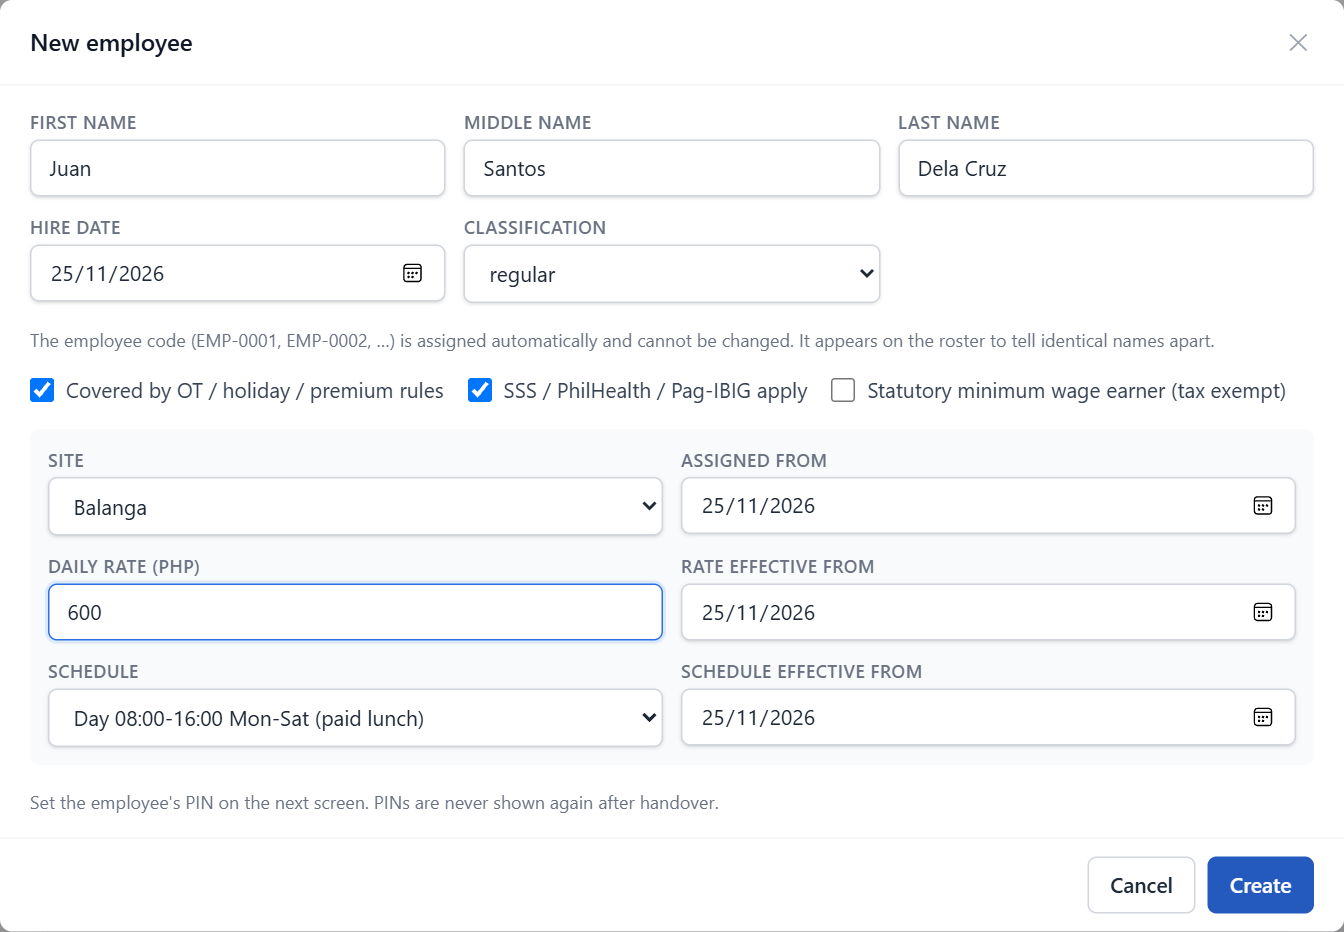 New employee
FIRST NAME MIDDLE NAME LAST NAME
Juan Santos Dela Cruz
HIRE DATE CLASSIFICATION
25/11/2026 regular
The employee code (EMP-0001, EMP-0002, ...) is assigned automatically and cannot be changed. It appears on the roster to tell identical names apart.
Covered by OT / holiday / premium rules SSS / PhilHealth / Pag-IBIG apply Statutory minimum wage earner (tax exempt)
SITE ASSIGNED FROM
Balanga 25/11/2026
DAILY RATE (PHP) RATE EFFECTIVE FROM
600 25/11/2026
SCHEDULE SCHEDULE EFFECTIVE FROM
Day 08:00-16:00 Mon-Sat (paid lunch) 25/11/2026
Set the employee's PIN on the next screen. PINs are never shown again after handover.
Cancel Create